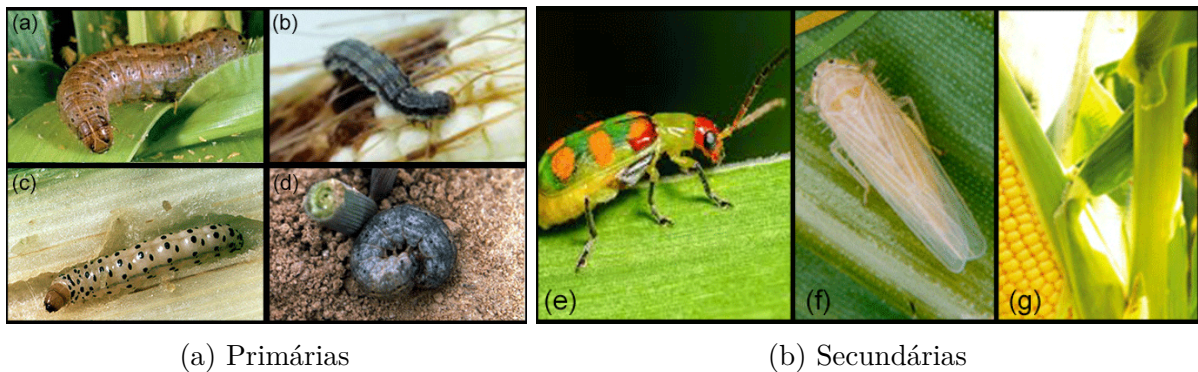 (a)
(b)
(c)
(d)
(e)
(f)
(g)
(a) Primárias
(b) Secundárias